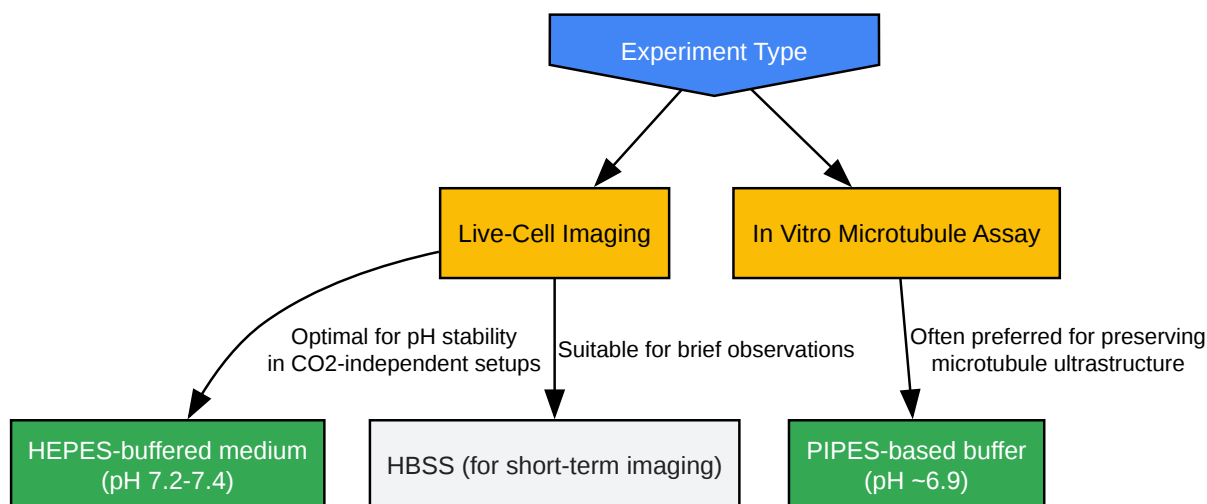 Experiment Type
Live-Cell Imaging
In Vitro Microtubule Assay
Optimal for pH stability
in CO2-independent setups
Suitable for brief observations
Often preferred for preserving
microtubule ultrastructure
HEPES-buffered medium
(pH 7.2-7.4)
HBSS (for short-term imaging)
PIPES-based buffer
(pH ~6.9)